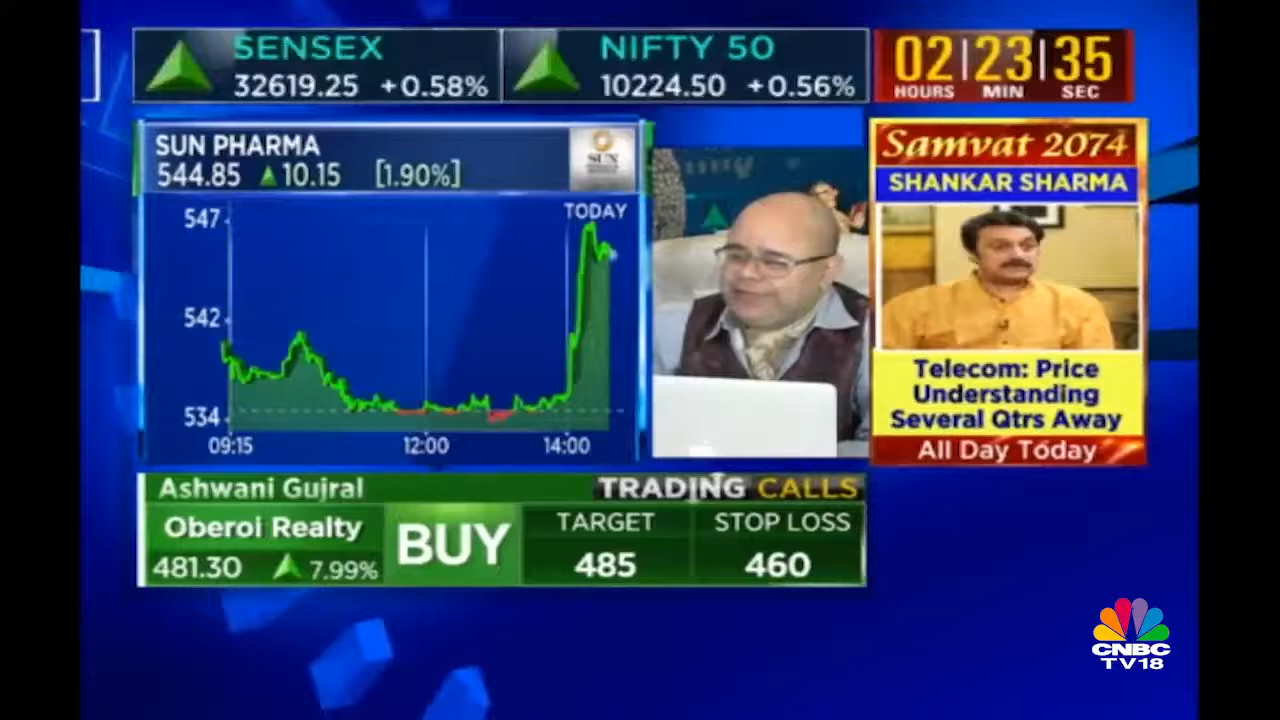 SENSEX
32619.25 +0.58%
NIFTY 50
10224.50 +0.56%
02|23|35
HOURS MIN SEC
SUN PHARMA
544.85 10.15 [1.90%]
SUN
TODAY
547
542
534
09:15 12:00 14:00
Samvat 2074
SHANKAR SHARMA
Telecom: Price
Understanding
Several Qtrs Away
All Day Today
Ashwani Gujral
TRADING CALLS
Oberoi Realty
481.30 7.99%
BUY
TARGET
485
STOP LOSS
460
CNBC
TV18